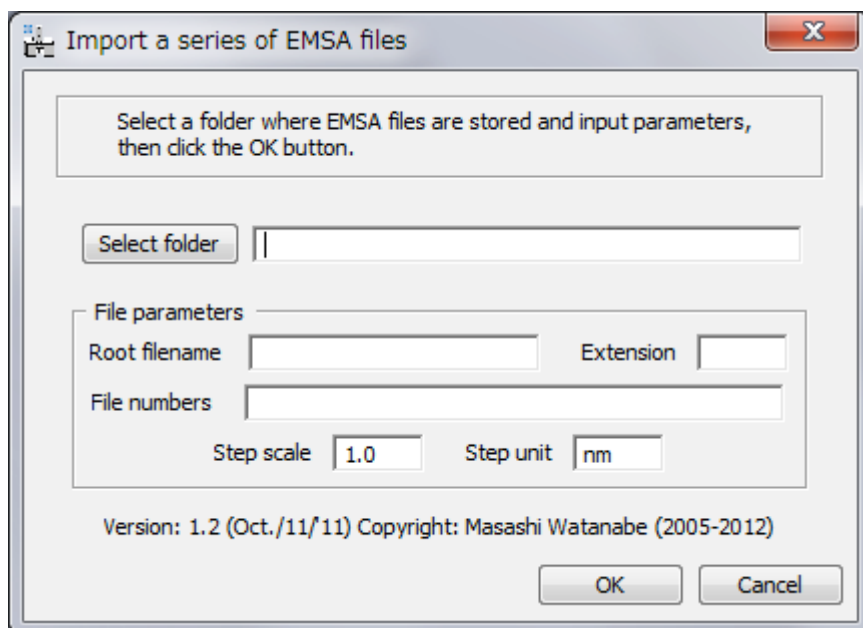 Import a series of EMSA files
Select a folder where EMSA files are stored and input parameters,
then click the OK button.
Select folder
File parameters
Root filename
Extension
File numbers
Step scale 1.0 Step unit nm
Version: 1.2 (Oct./11/'11) Copyright: Masashi Watanabe (2005-2012)
OK Cancel